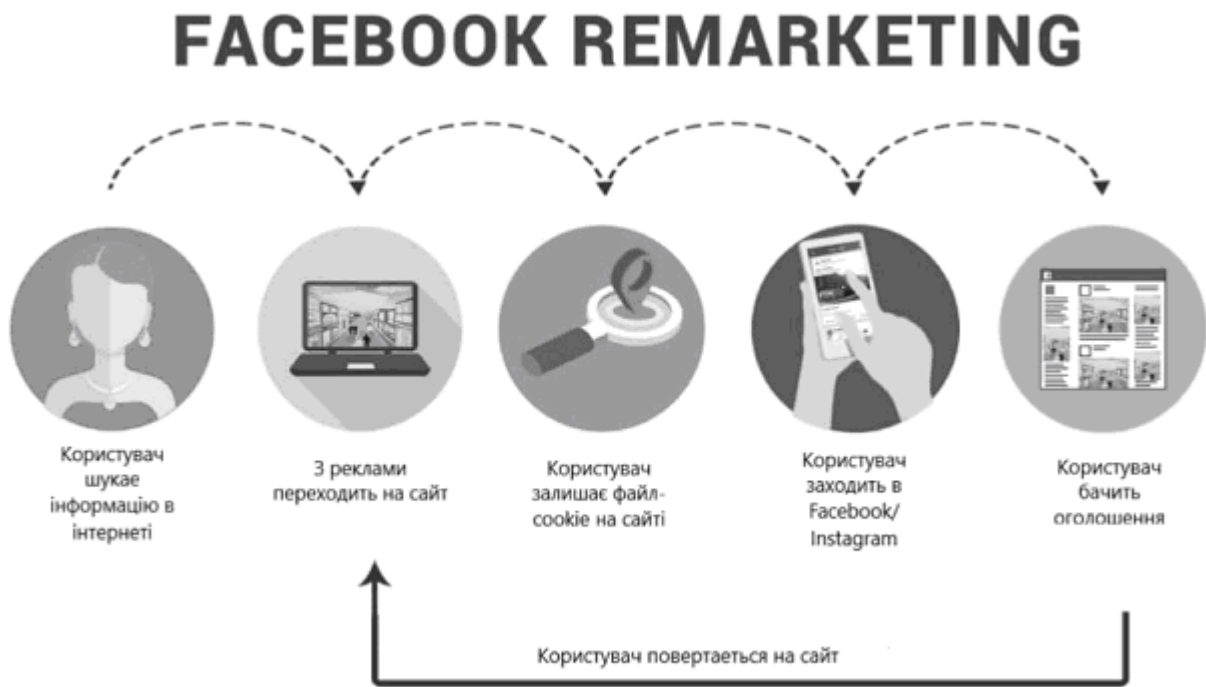 FACEBOOK REMARKETING
Користувач
шукае
інформацію в
інтернеті
З реклами
переходить на сайт
Користувач
залишає файл-
cookie на сайті
Користувач
заходить в
Facebook/
Instagram
Користувач
бачить
оголошення
Користувач повертаеться на сайт